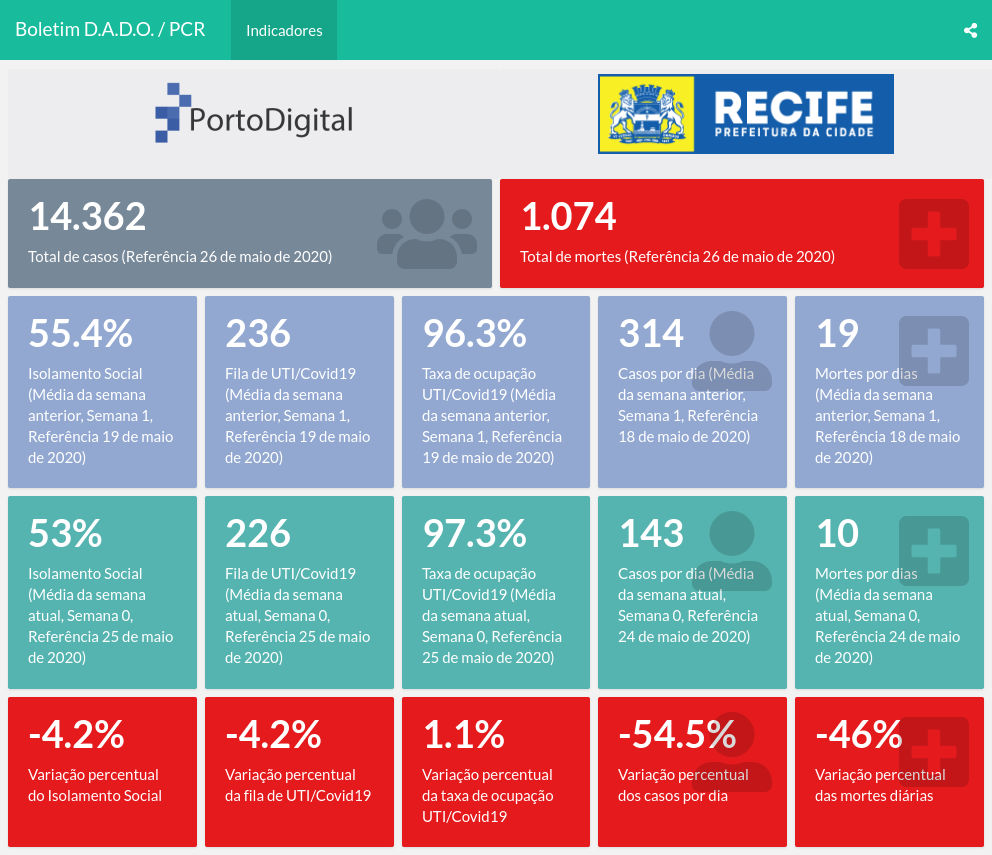 Boletim D.A.D.O. / PCR
Indicadores
PortoDigital
RECIFE
PREFEITURA DA CIDADE
14.362
Total de casos (Referência 26 de maio de 2020)
1.074
Total de mortes (Referência 26 de maio de 2020)
55.4%
Isolamento Social
(Média da semana
anterior, Semana 1,
Referência 19 de maio
de 2020)
236
Fila de UTI/Covid19
(Média da semana
anterior, Semana 1,
Referência 19 de maio
de 2020)
96.3%
Taxa de ocupação
UTI/Covid19 (Média
da semana anterior,
Semana 1, Referência
19 de maio de 2020)
314
Casos por dia (Média
da semana anterior,
Semana 1, Referência
18 de maio de 2020)
19
Mortes por dias
(Média da semana
anterior, Semana 1,
Referência 18 de maio
de 2020)
53%
Isolamento Social
(Média da semana
atual, Semana 0,
Referência 25 de maio
de 2020)
226
Fila de UTI/Covid19
(Média da semana
atual, Semana 0,
Referência 25 de maio
de 2020)
97.3%
Taxa de ocupação
UTI/Covid19 (Média
da semana atual,
Semana 0, Referência
25 de maio de 2020)
143
Casos por dia (Média
da semana atual,
Semana 0, Referência
24 de maio de 2020)
10
Mortes por dias
(Média da semana
atual, Semana 0,
Referência 24 de maio
de 2020)
-4.2%
Variação percentual
do Isolamento Social
-4.2%
Variação percentual
da fila de UTI/Covid19
1.1%
Variação percentual
da taxa de ocupação
UTI/Covid19
-54.5%
Variação percentual
dos casos por dia
-46%
Variação percentual
das mortes diárias